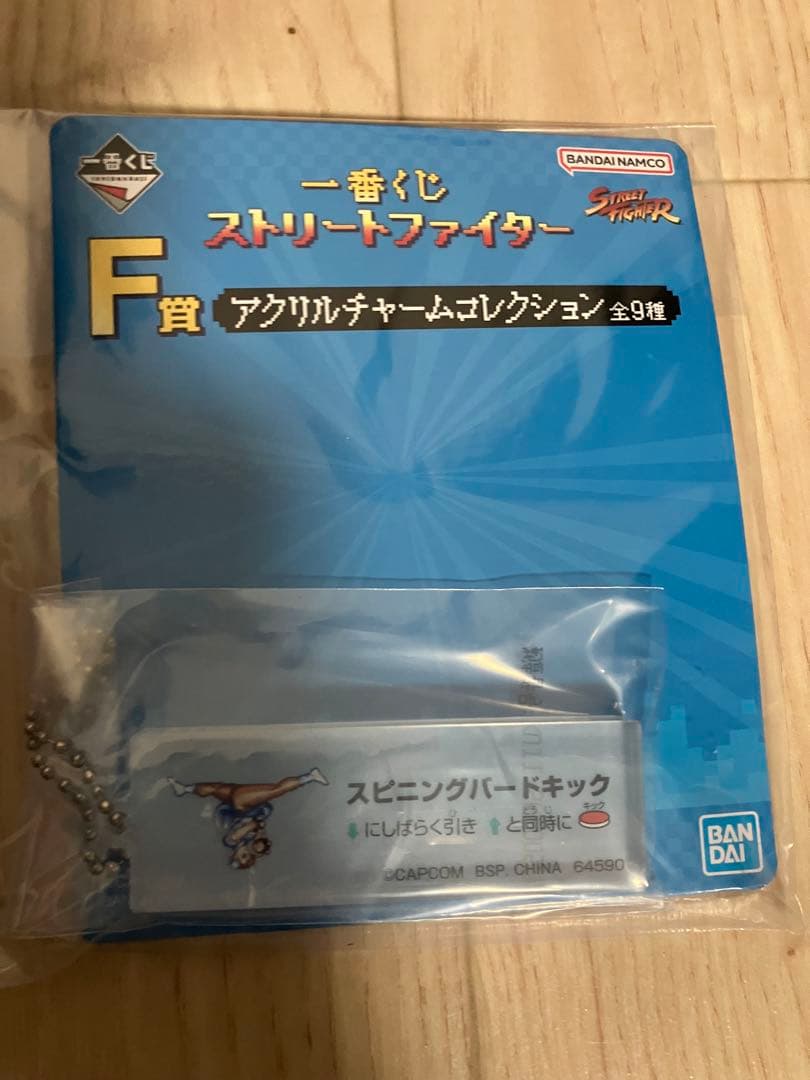 一番くじ
ICHIBANKUJI
BANDAI NAMCO
一番くじ
ストリートファイター
STREET FIGHTER
F賞
アクリルチャームコレクション 全9種
スピニングバードキック
↓にしばらく引き ↑と同時に キック
©CAPCOM BSP. CHINA 64590
BAN
DAI